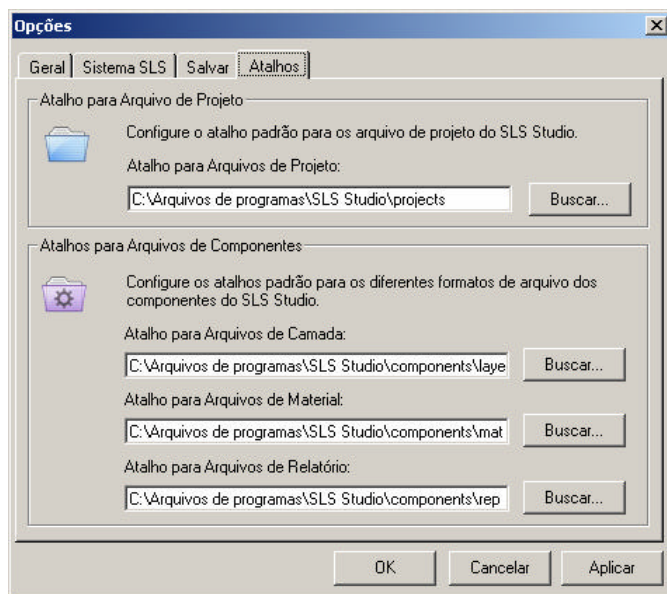 Opções
Geral Sistema SLS Salvar Atalhos
Atalho para Arquivo de Projeto
Configure o atalho padrão para os arquivo de projeto do SLS Studio.
Atalho para Arquivos de Projeto:
C:\Arquivos de programas\SLS Studio\projects Buscar...
Atalhos para Arquivos de Componentes
Configure os atalhos padrão para os diferentes formatos de arquivo dos
componentes do SLS Studio.
Atalho para Arquivos de Camada:
C:\Arquivos de programas\SLS Studio\components\laye Buscar...
Atalho para Arquivos de Material:
C:\Arquivos de programas\SLS Studio\components\mat Buscar...
Atalho para Arquivos de Relatório:
C:\Arquivos de programas\SLS Studio\components\rep Buscar...
OK Cancelar Aplicar